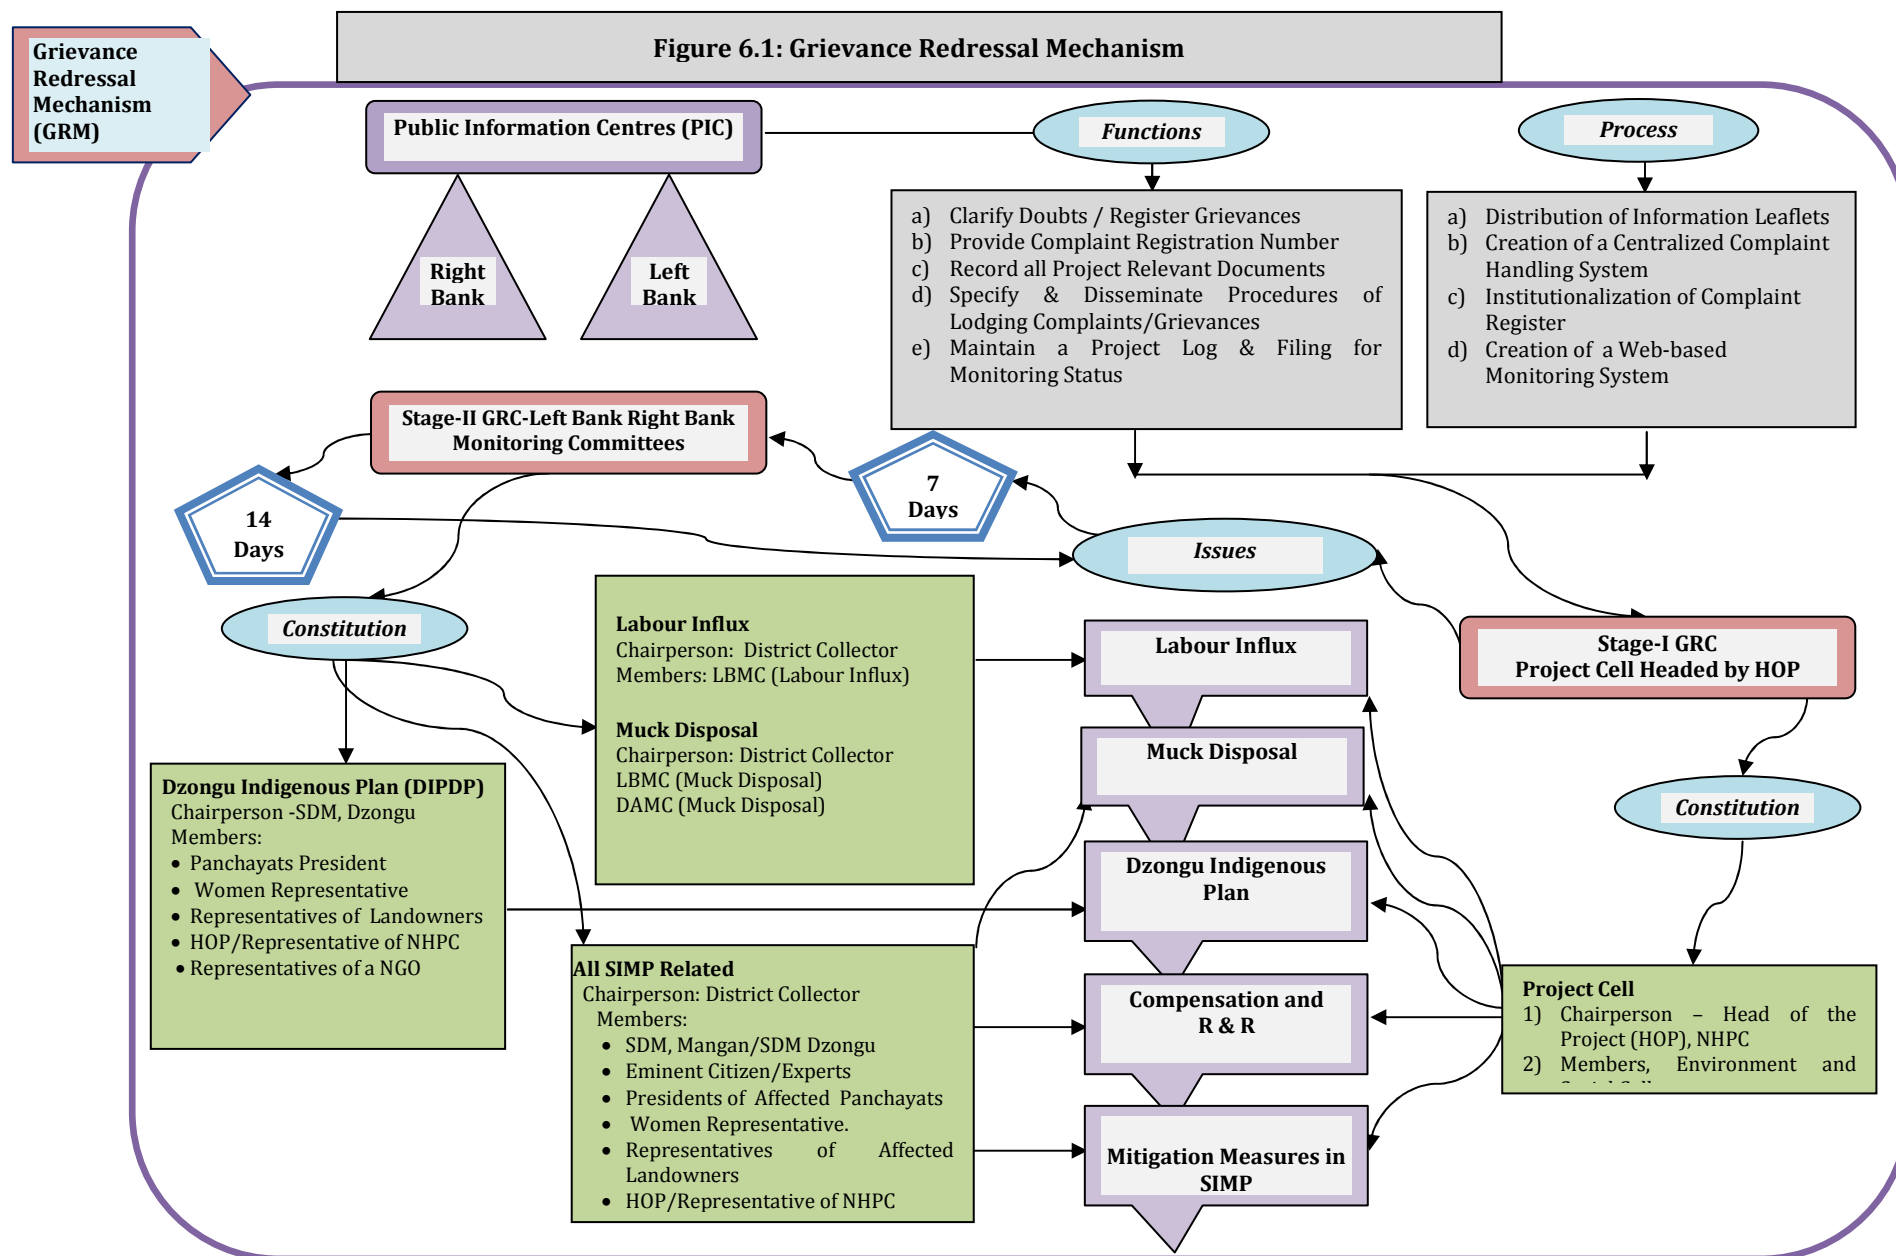 Grievance
Redressal
Mechanism
(GRM)
Figure 6.1: Grievance Redressal Mechanism
Public Information Centres (PIC)
Functions
Process
Right
Bank
Left
Bank
a) Clarify Doubts / Register Grievances
b) Provide Complaint Registration Number
c) Record all Project Relevant Documents
d) Specify & Disseminate Procedures of
Lodging Complaints/Grievances
e) Maintain a Project Log & Filing for
Monitoring Status
a) Distribution of Information Leaflets
b) Creation of a Centralized Complaint
Handling System
c) Institutionalization of Complaint
Register
d) Creation of a Web-based
Monitoring System
Stage-II GRC-Left Bank Right Bank
Monitoring Committees
14
Days
7
Days
Issues
Constitution
Stage-I GRC
Project Cell Headed by HOP
Constitution
Labour Influx
Chairperson: District Collector
Members: LBMC (Labour Influx)
Muck Disposal
Chairperson: District Collector
LBMC (Muck Disposal)
DAMC (Muck Disposal)
Dzongu Indigenous Plan (DIPDP)
Chairperson -SDM, Dzongu
Members:
• Panchayats President
• Women Representative
• Representatives of Landowners
• HOP/Representative of NHPC
• Representatives of a NGO
All SIMP Related
Chairperson: District Collector
Members:
• SDM, Mangan/SDM Dzongu
• Eminent Citizen/Experts
• Presidents of Affected Panchayats
• Women Representative.
• Representatives of Affected
Landowners
• HOP/Representative of NHPC
Labour Influx
Muck Disposal
Dzongu Indigenous
Plan
Compensation and
R & R
Mitigation Measures in
SIMP
Project Cell
1) Chairperson – Head of the
Project (HOP), NHPC
2) Members, Environment and